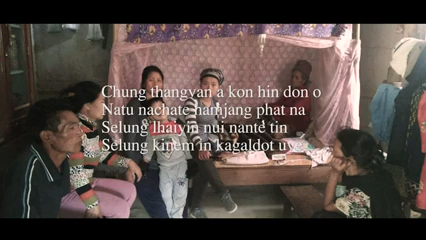 Chung thangvan a kon hin don o
Natu nachate hamjang phat na
Selung lhaiyin nui nante tin
Selung kinem in kagaldot uve